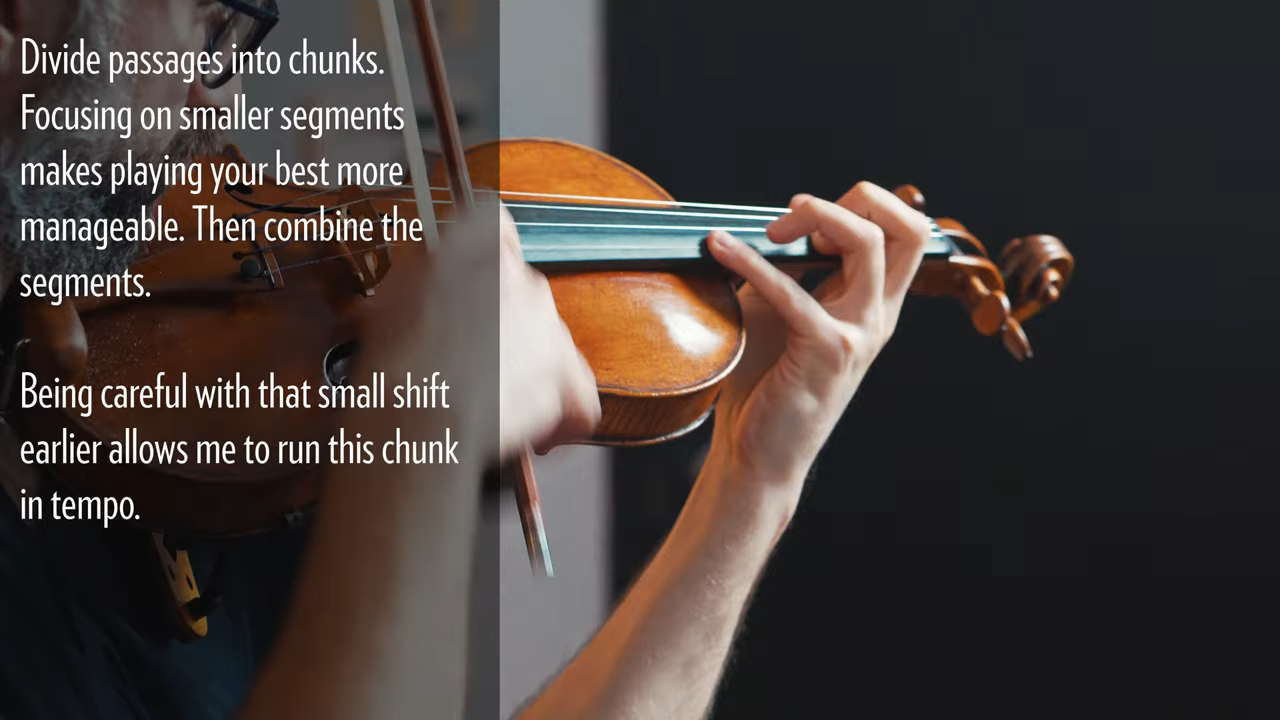 Divide passages into chunks.
Focusing on smaller segments
makes playing your best more
manageable. Then combine the
segments.
Being careful with that small shift
earlier allows me to run this chunk
in tempo.